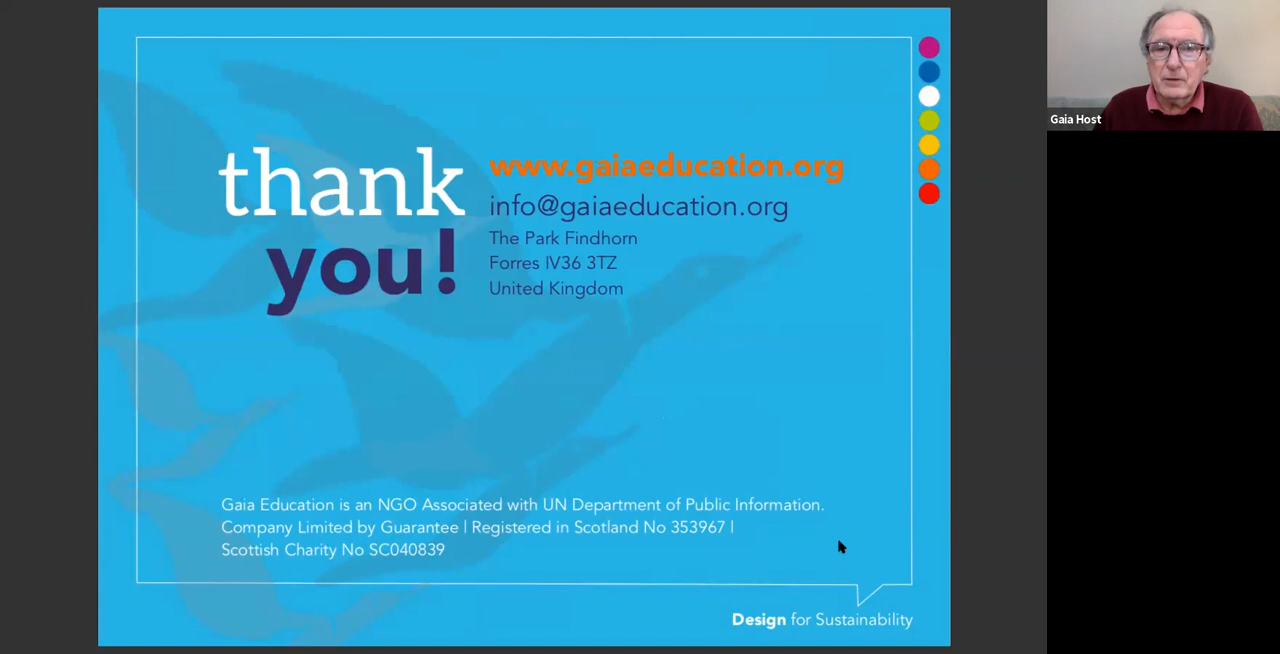 thank
you!
www.gaiaeducation.org
info@gaiaeducation.org
The Park Findhorn
Forres IV36 3TZ
United Kingdom
Gaia Education is an NGO Associated with UN Department of Public Information.
Company Limited by Guarantee | Registered in Scotland No 353967 |
Scottish Charity No SC040839
Design for Sustainability
Gaia Host